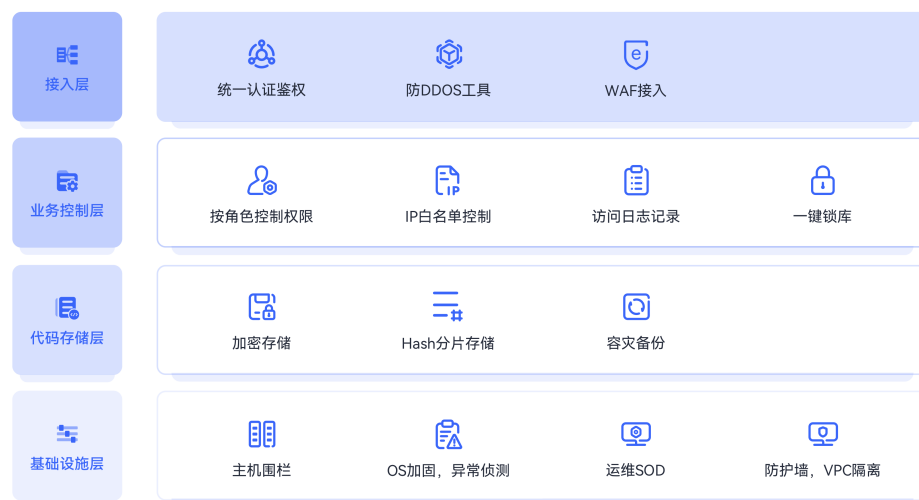 接入层
统一认证鉴权
防DDOS工具
WAF接入
业务控制层
按角色控制权限
IP白名单控制
访问日志记录
一键锁库
代码存储层
加密存储
Hash分片存储
容灾备份
基础设施层
主机围栏
OS加固，异常侦测
运维SOD
防护墙，VPC隔离